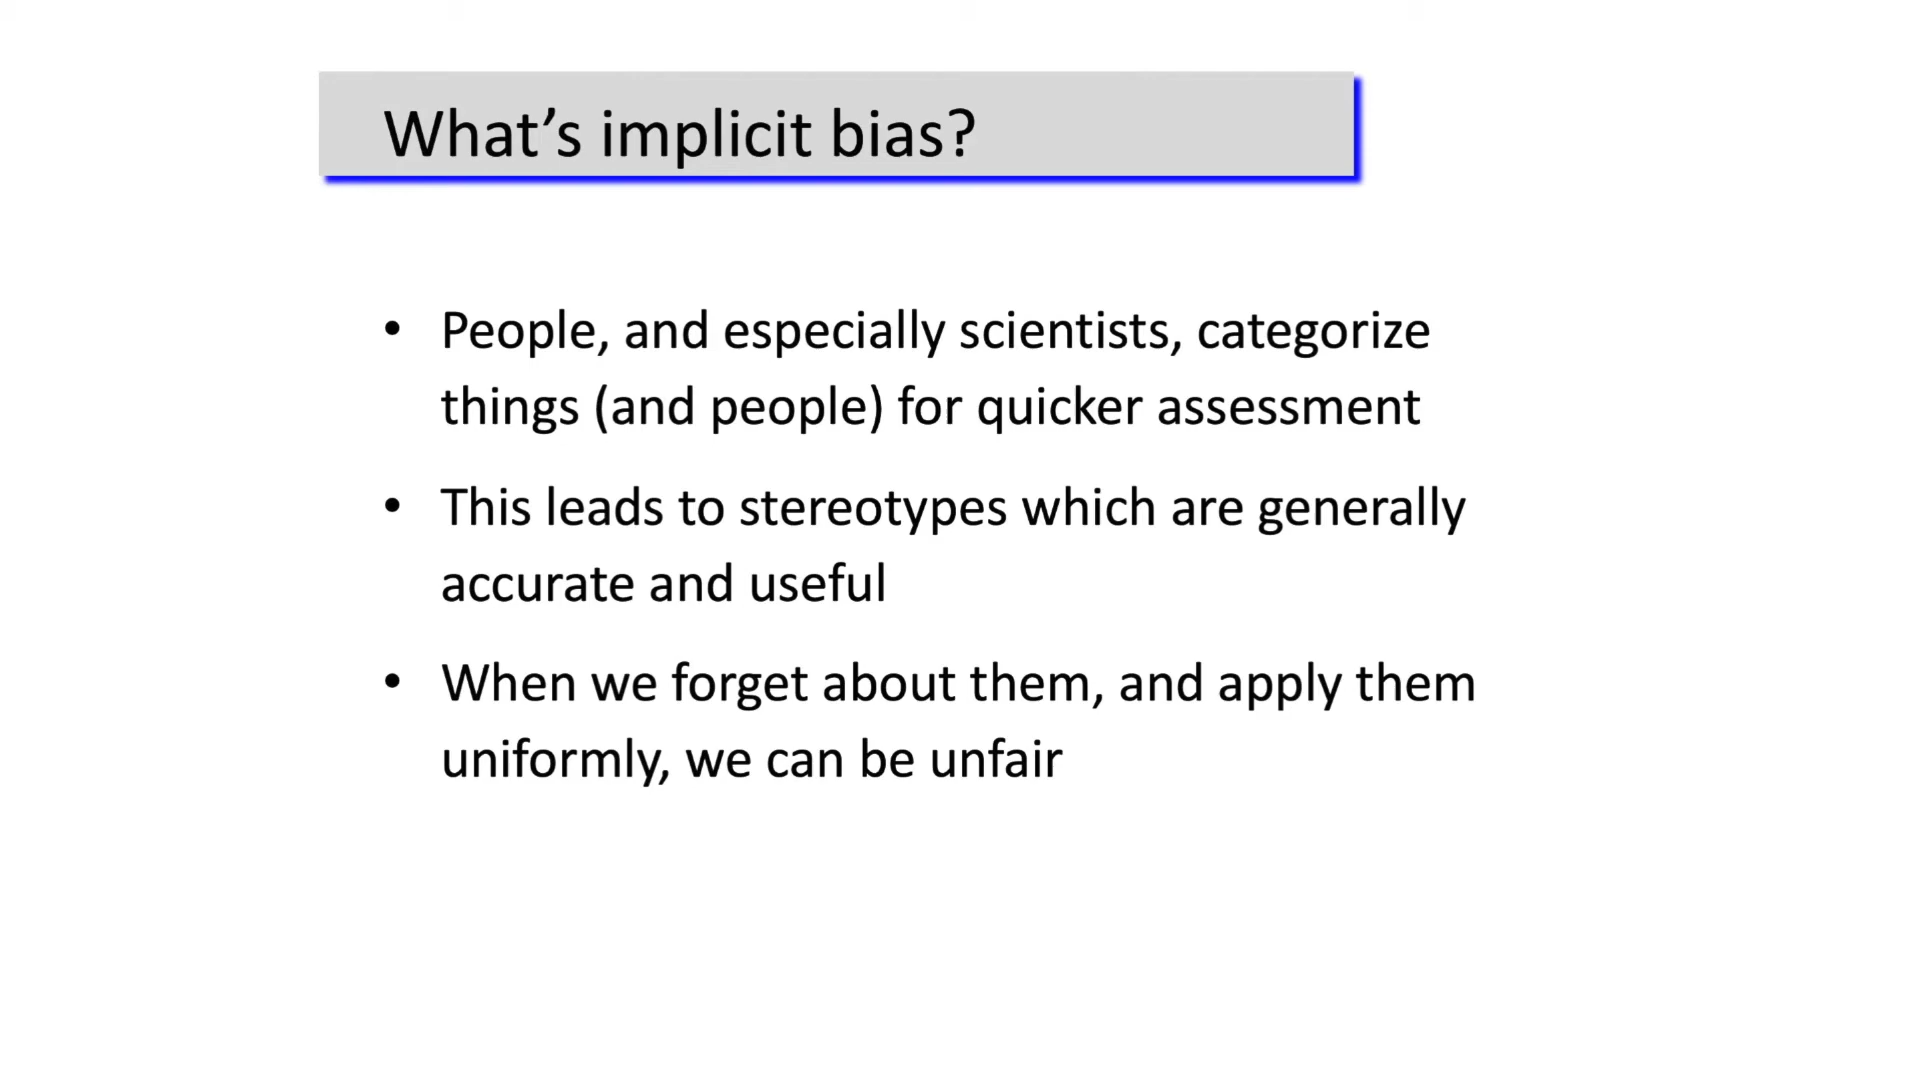 What’s implicit bias?
• People, and especially scientists, categorize
things (and people) for quicker assessment
• This leads to stereotypes which are generally
accurate and useful
• When we forget about them, and apply them
uniformly, we can be unfair